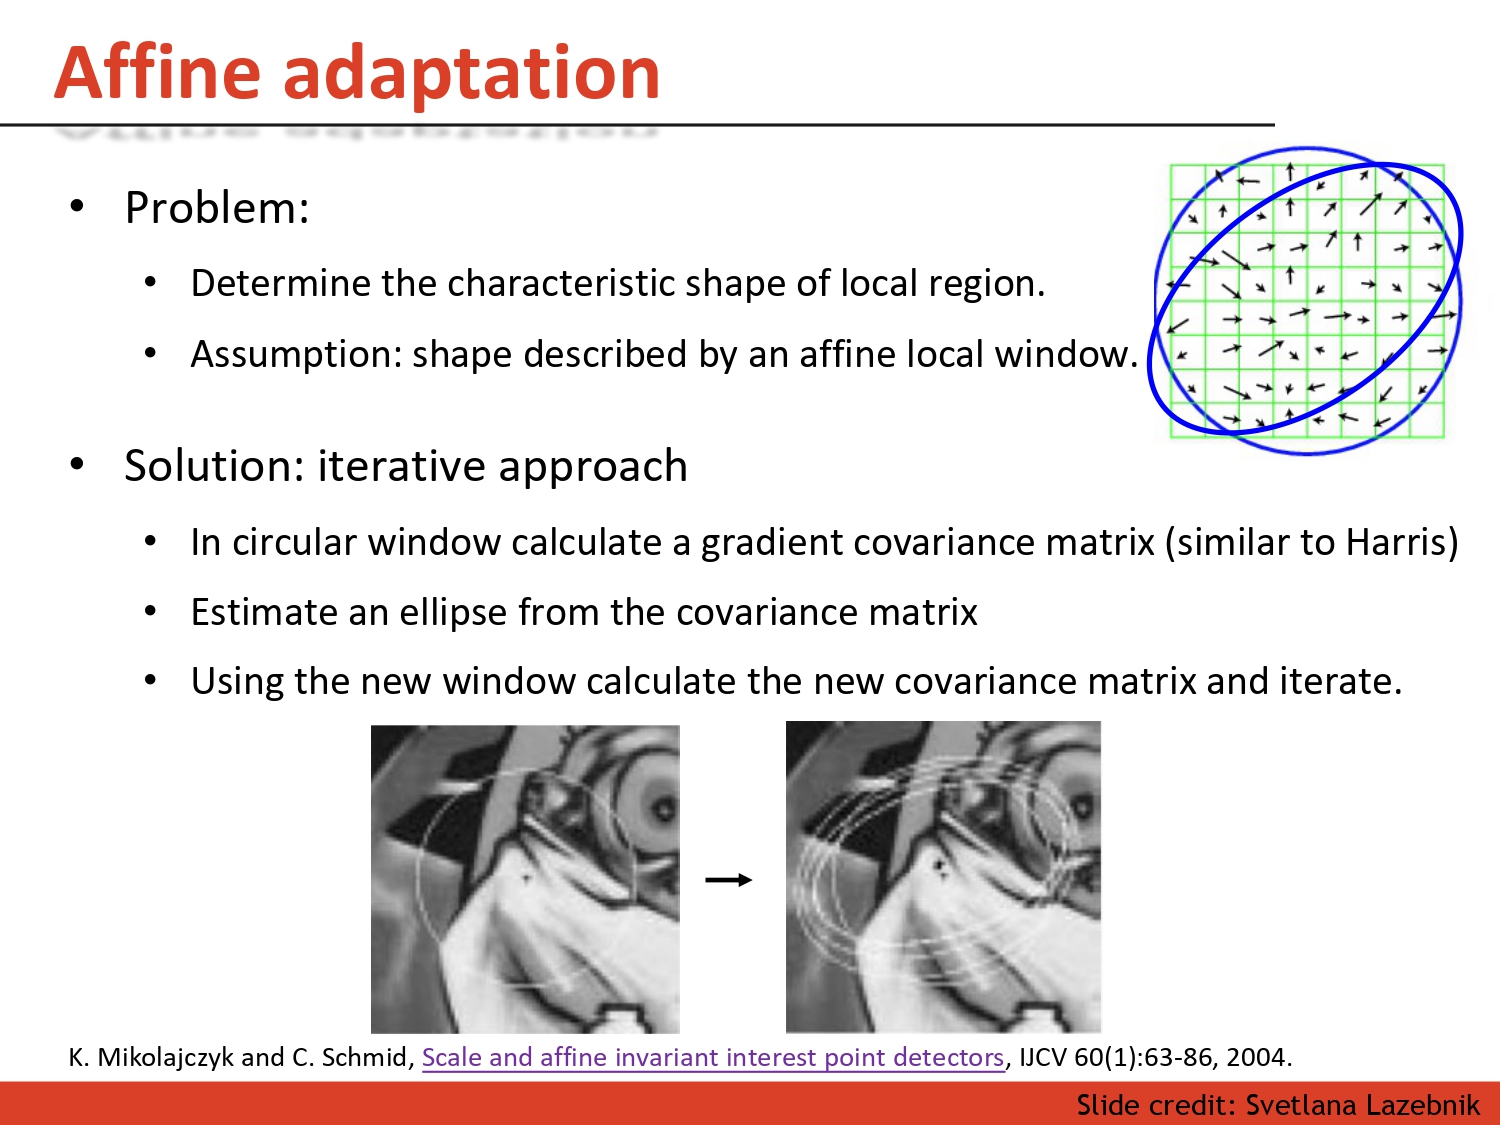 Affine adaptation
• Problem:
• Determine the characteristic shape of local region.
• Assumption: shape described by an affine local window.
• Solution: iterative approach
• In circular window calculate a gradient covariance matrix (similar to Harris)
• Estimate an ellipse from the covariance matrix
• Using the new window calculate the new covariance matrix and iterate.
K. Mikolajczyk and C. Schmid, Scale and affine invariant interest point detectors, IJCV 60(1):63-86, 2004.
Slide credit: Svetlana Lazebnik